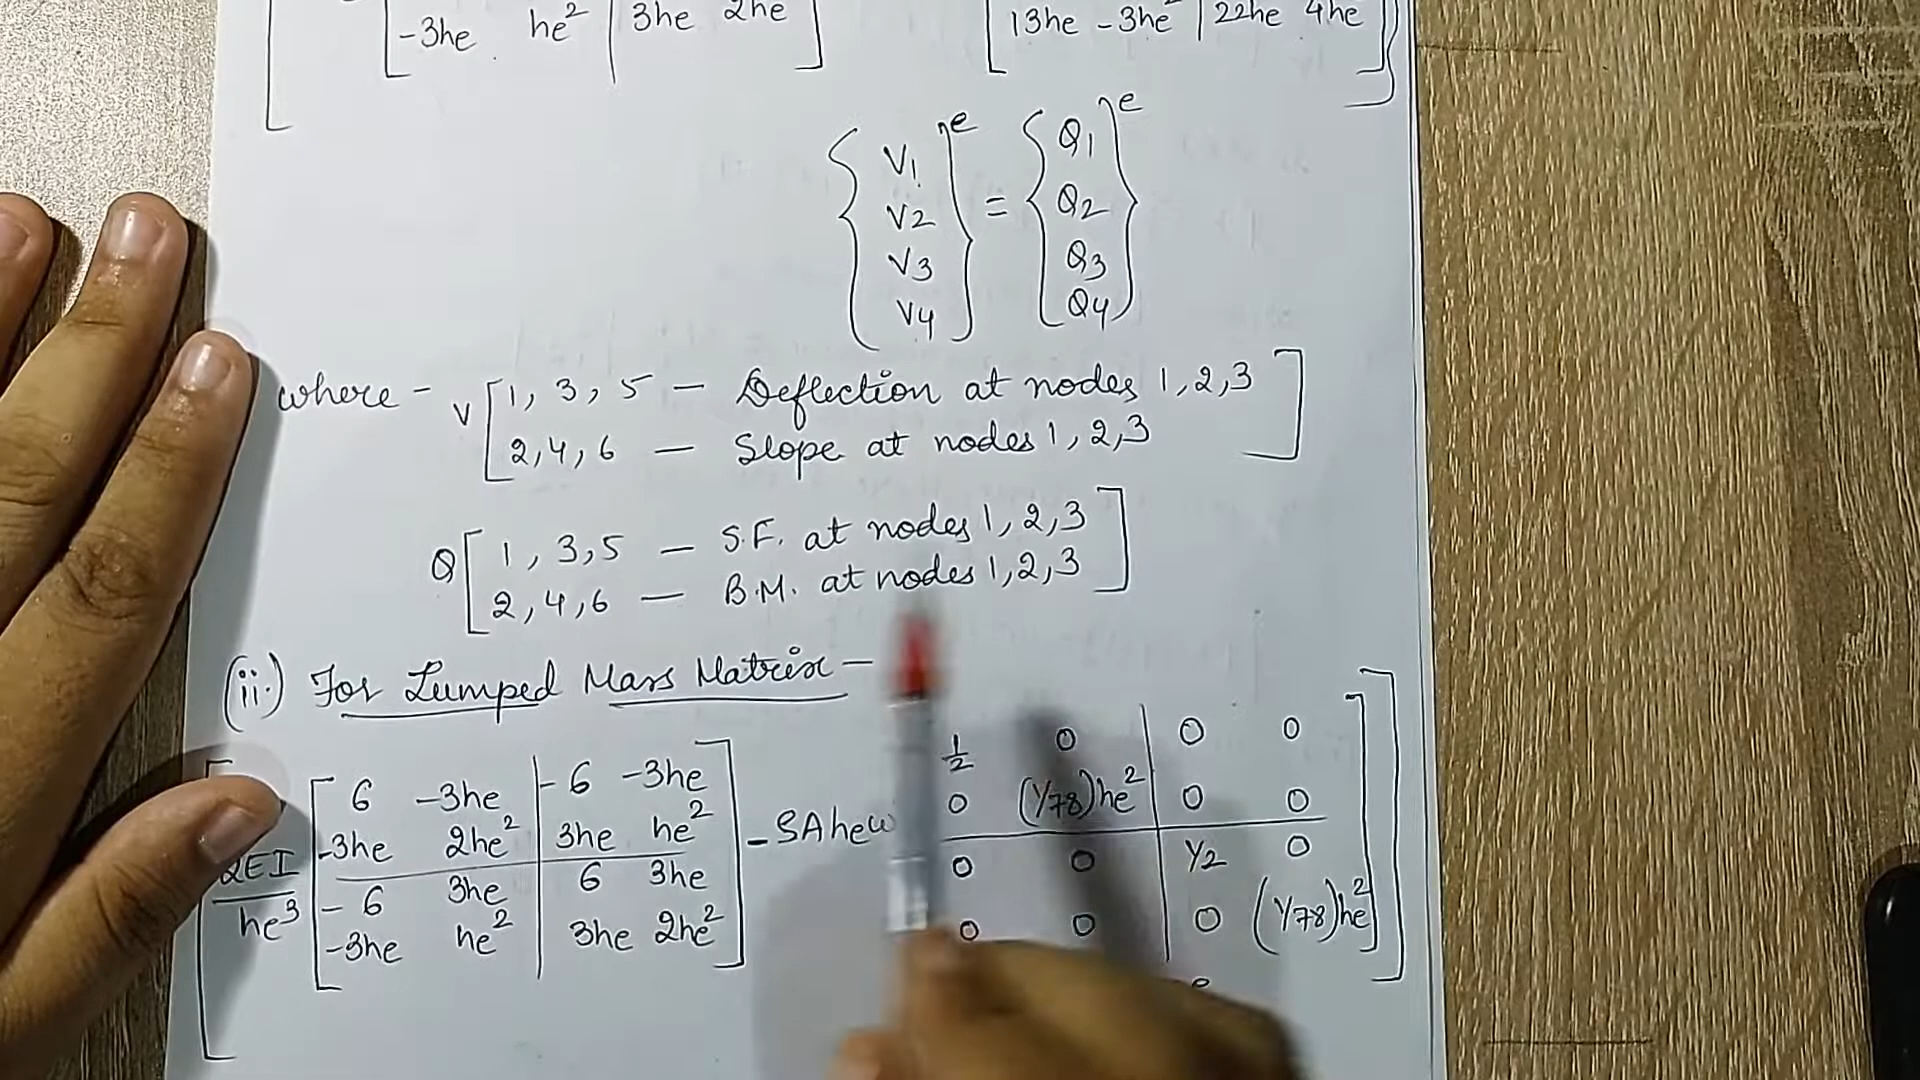 -3he he² | 3he 2he 13he -3he² | 22he 4he
{V1 V2 V3 V4}ᵉ = {Q1 Q2 Q3 Q4}ᵉ
where - V [1, 3, 5 — Deflection at nodes 1,2,3
2,4,6 — Slope at nodes 1,2,3]
Q [1, 3,5 — S.F. at nodes 1,2,3
2,4,6 — B.M. at nodes 1,2,3]
(ii.) For Lumped Mass Matrix —
2EI/he³ [6 -3he | -6 -3he
-3he 2he² | 3he he²
-6 3he | 6 3he
-3he he² | 3he 2he²] - SAhew
1/2 0 | 0 0
0 (1/78)he² | 0 0
0 0 | 1/2 0
0 0 | 0 (1/78)he²]
e